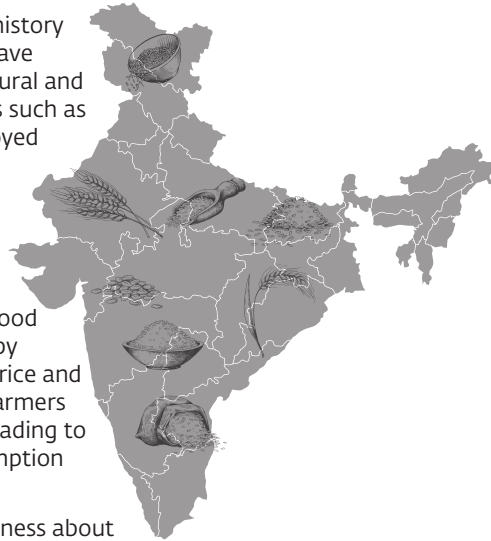 history
ave
ural and
s such as
yed
ood
by
rice and
armers
ading to
mption
ness about